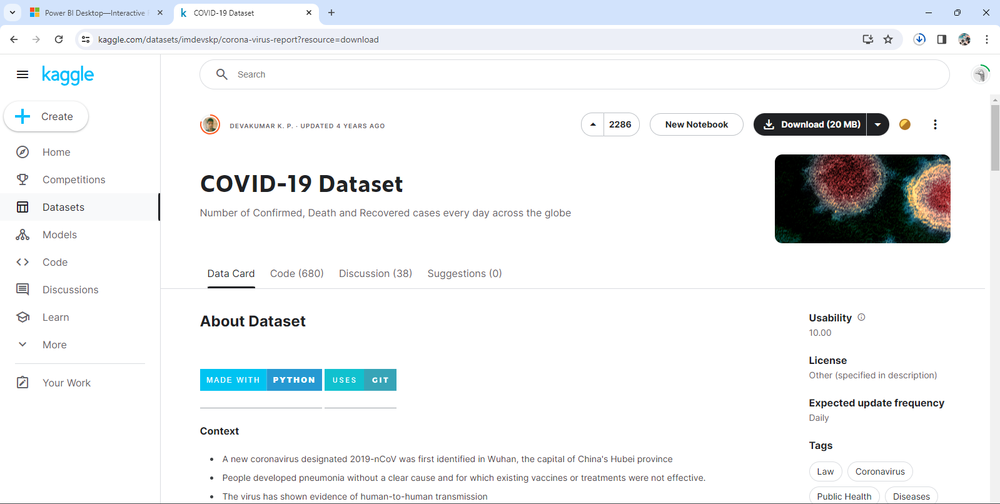 Power BI Desktop—Interactive
COVID-19 Dataset
kaggle.com/datasets/imdevskp/corona-virus-report?resource=download
kaggle
Search
Create
Home
Competitions
Datasets
Models
Code
Discussions
Learn
More
Your Work
DEVAKUMAR K. P. · UPDATED 4 YEARS AGO
2286
New Notebook
Download (20 MB)
COVID-19 Dataset
Number of Confirmed, Death and Recovered cases every day across the globe
Data Card Code (680) Discussion (38) Suggestions (0)
About Dataset
MADE WITH PYTHON USES GIT
Context
• A new coronavirus designated 2019-nCoV was first identified in Wuhan, the capital of China's Hubei province
• People developed pneumonia without a clear cause and for which existing vaccines or treatments were not effective.
• The virus has shown evidence of human-to-human transmission
Usability
10.00
License
Other (specified in description)
Expected update frequency
Daily
Tags
Law Coronavirus
Public Health Diseases